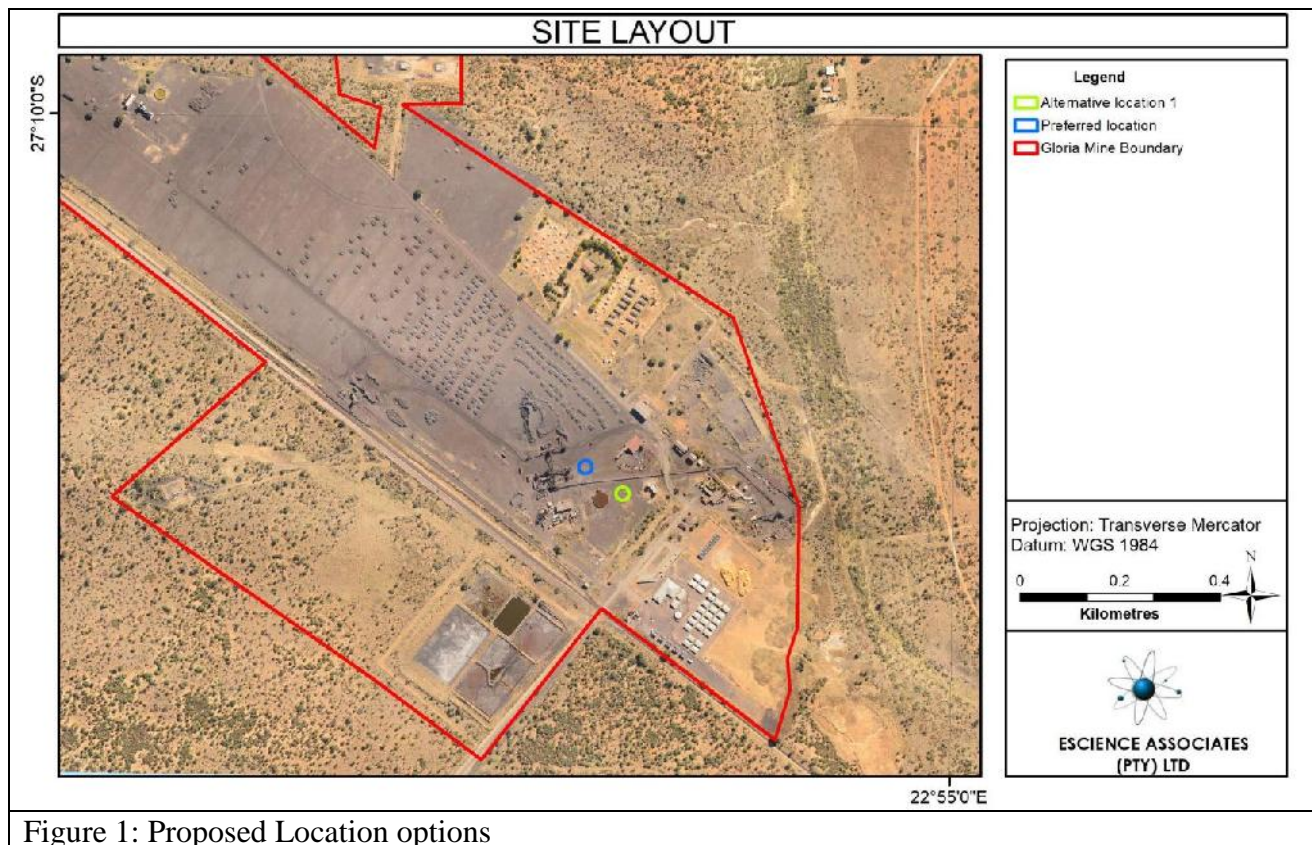 SITE LAYOUT
27°10'0"S
22°55'0"E
Legend
Alternative location 1
Preferred location
Gloria Mine Boundary
Projection: Transverse Mercator
Datum: WGS 1984
N
0 0.2 0.4
Kilometres
ESCIENCE ASSOCIATES
(PTY) LTD
Figure 1: Proposed Location options